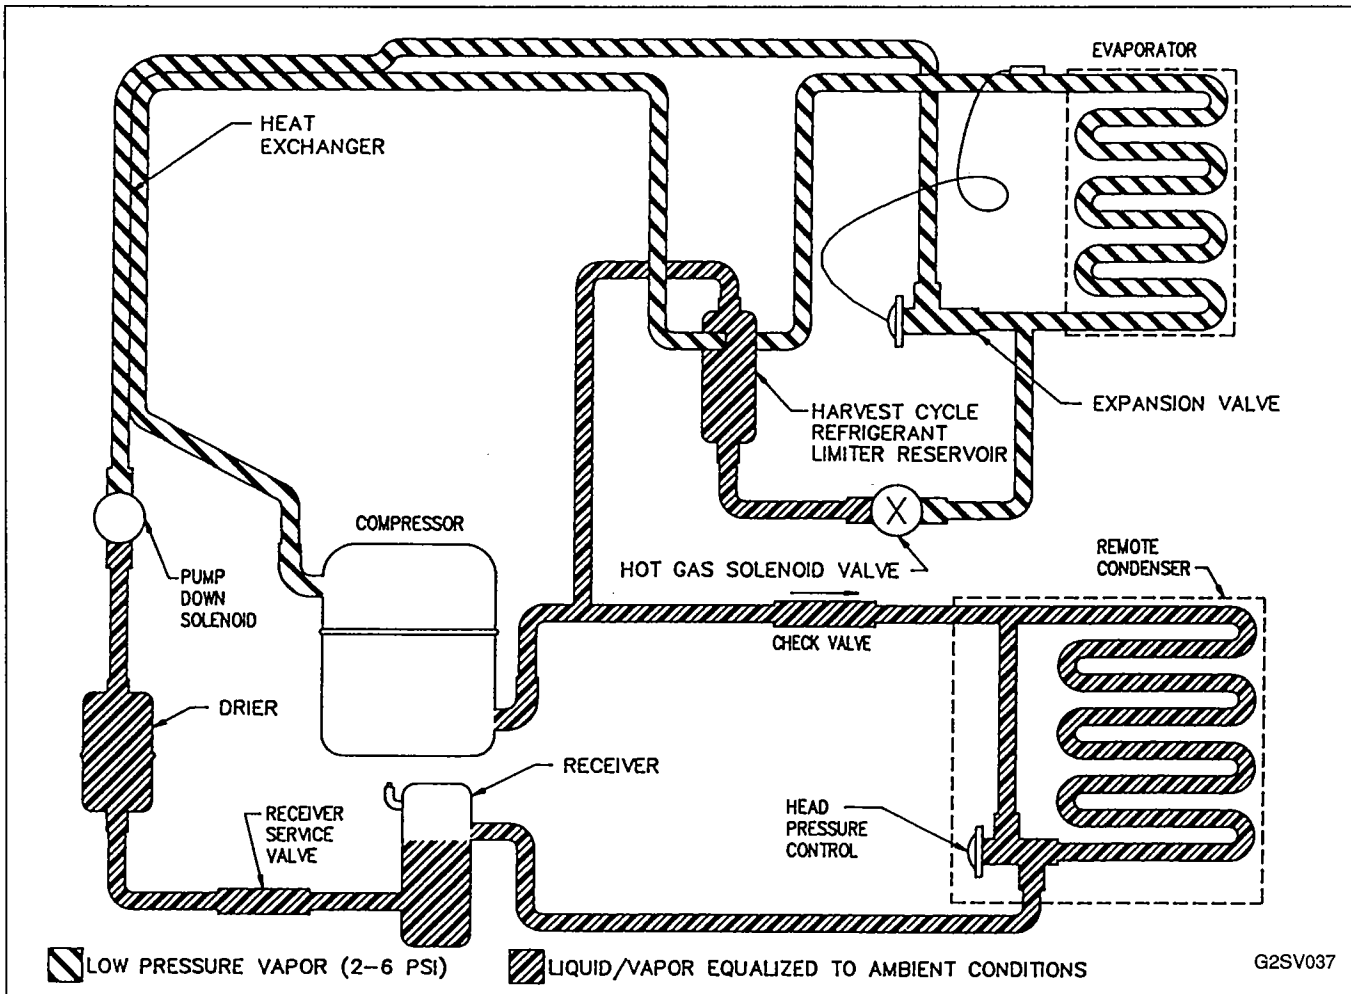 EVAPORATOR
HEAT
EXCHANGER
EXPANSION VALVE
HARVEST CYCLE
REFRIGERANT
LIMITER RESERVOIR
COMPRESSOR
X
HOT GAS SOLENOID VALVE
REMOTE
CONDENSER
PUMP
DOWN
SOLENOID
CHECK VALVE
DRIER
RECEIVER
RECEIVER
SERVICE
VALVE
HEAD
PRESSURE
CONTROL
LOW PRESSURE VAPOR (2-6 PSI)
LIQUID/VAPOR EQUALIZED TO AMBIENT CONDITIONS
G2SV037